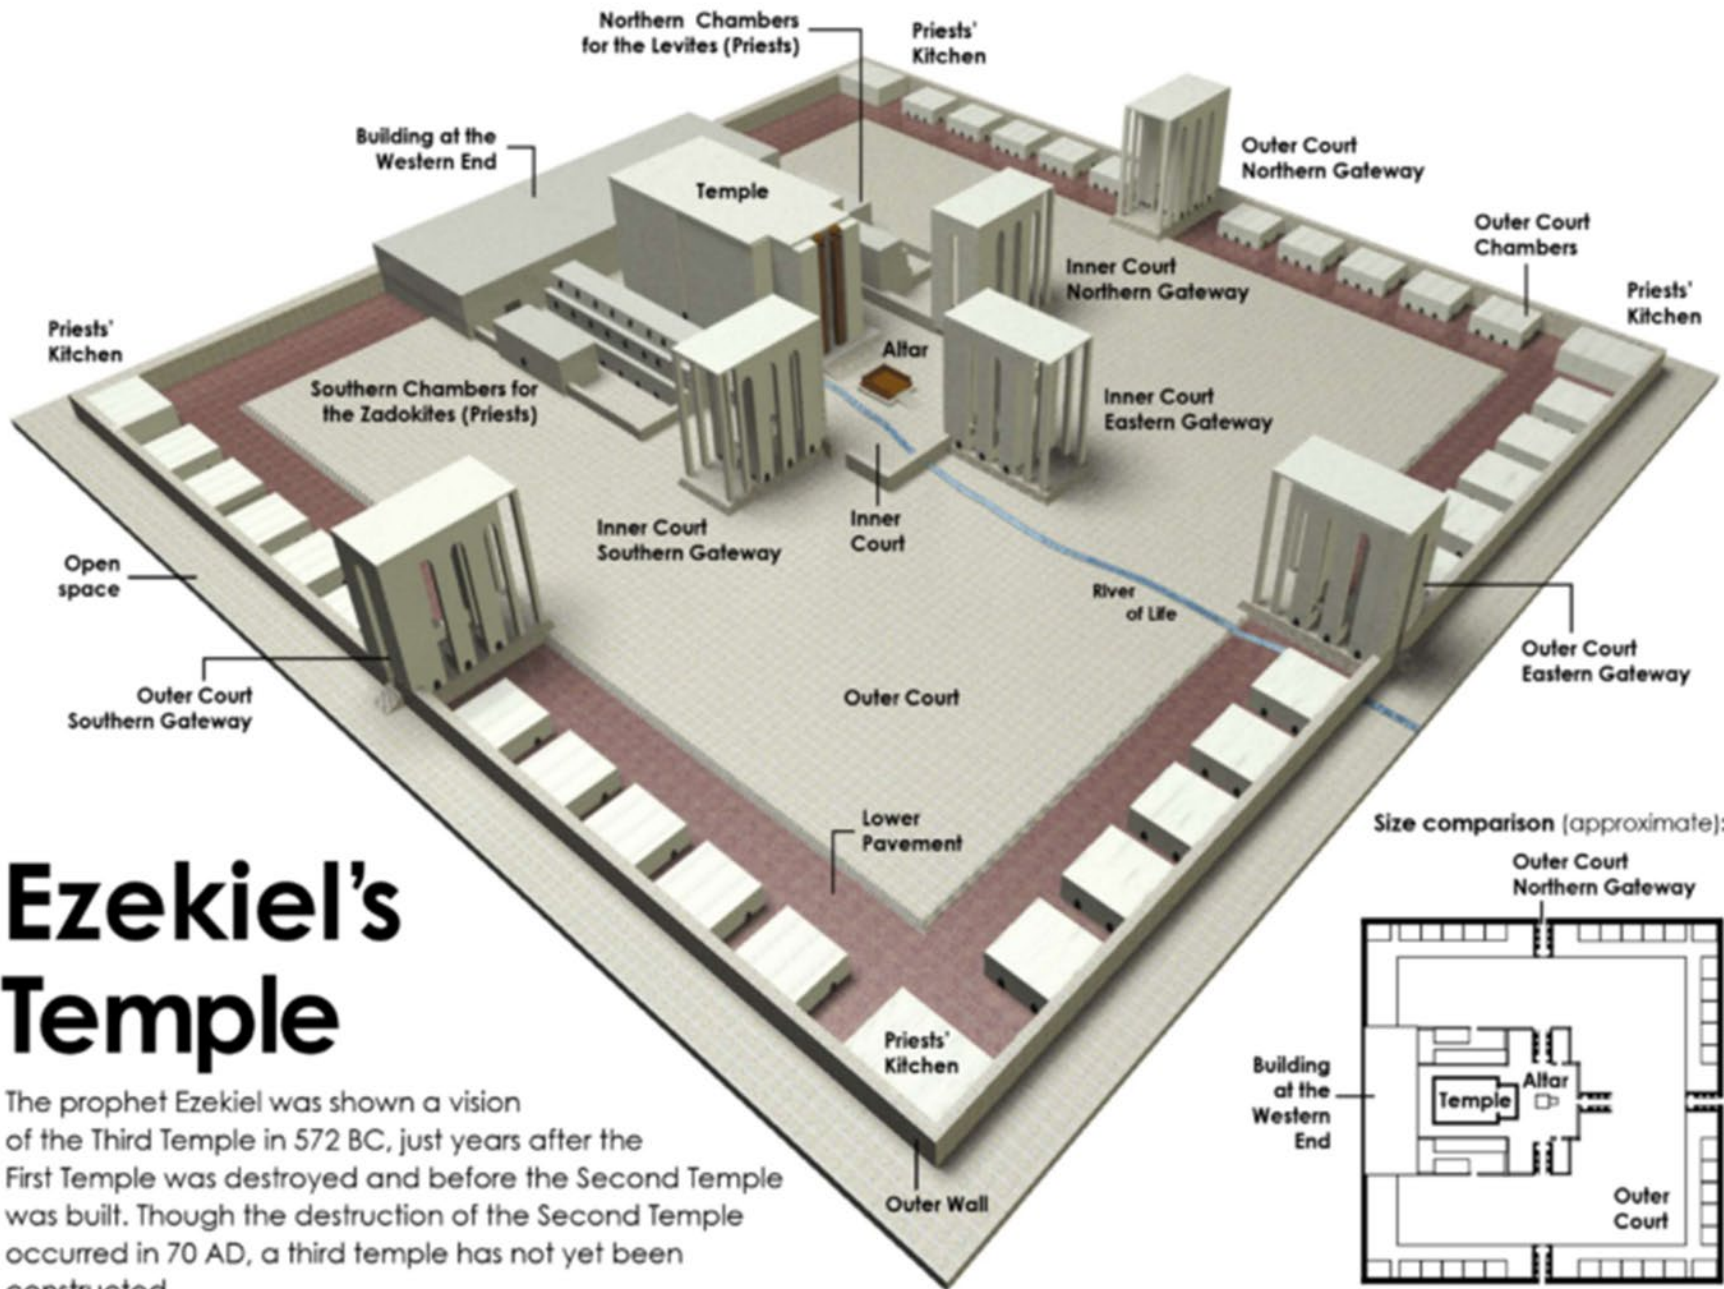 Northern Chambers
for the Levites (Priests)
Priests'
Kitchen
Building at the
Western End
Temple
Outer Court
Northern Gateway
Outer Court
Chambers
Priests'
Kitchen
Inner Court
Northern Gateway
Priests'
Kitchen
Altar
Southern Chambers for
the Zadokites (Priests)
Inner Court
Eastern Gateway
Inner Court
Southern Gateway
Inner
Court
Open
space
River
of Life
Outer Court
Eastern Gateway
Outer Court
Southern Gateway
Outer Court
Lower
Pavement
Priests'
Kitchen
Outer Wall
Ezekiel's
Temple
The prophet Ezekiel was shown a vision
of the Third Temple in 572 BC, just years after the
First Temple was destroyed and before the Second Temple
was built. Though the destruction of the Second Temple
occurred in 70 AD, a third temple has not yet been
constructed
Size comparison (approximate):
Outer Court
Northern Gateway
Building
at the
Western
End
Temple
Altar
Outer
Court